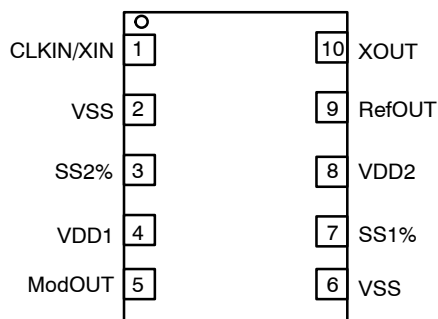 CLKIN/XIN 1 10 XOUT
VSS 2 9 RefOUT
SS2% 3 8 VDD2
VDD1 4 7 SS1%
ModOUT 5 6 VSS